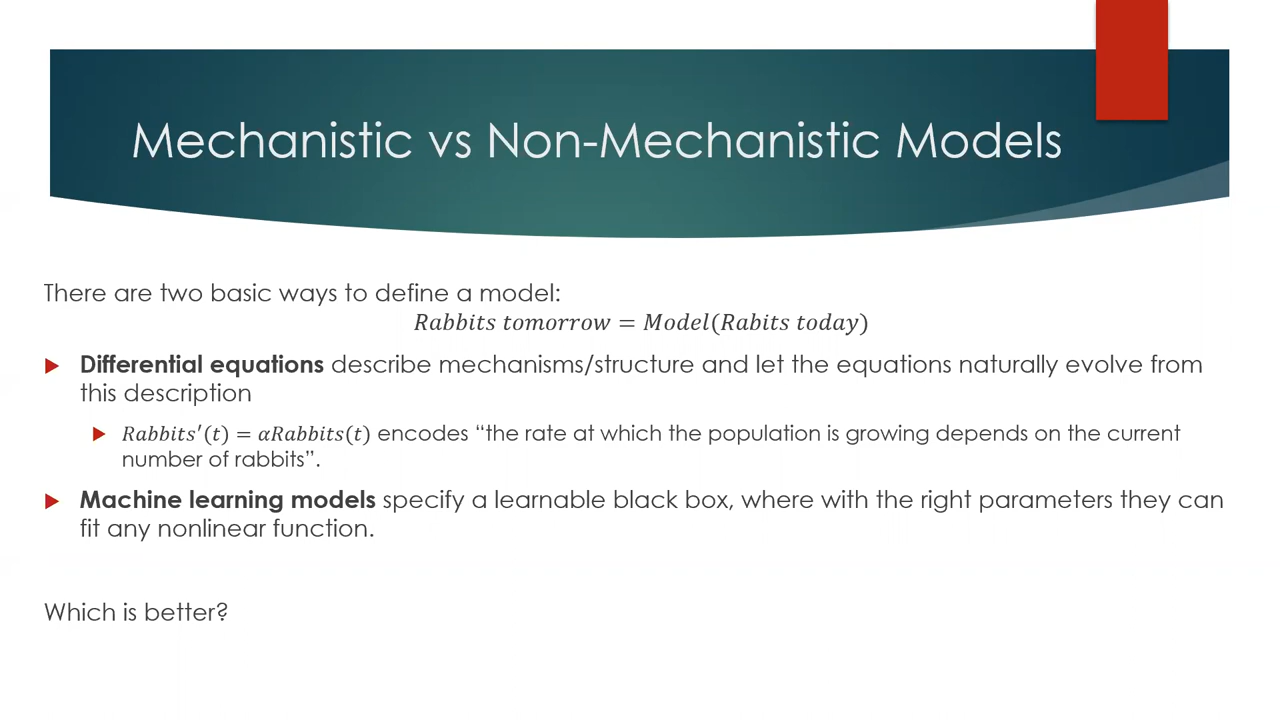 Mechanistic vs Non-Mechanistic Models
There are two basic ways to define a model:
Rabbits tomorrow = Model(Rabits today)
Differential equations describe mechanisms/structure and let the equations naturally evolve from
this description
Rabbits′(t) = αRabbits(t) encodes “the rate at which the population is growing depends on the current
number of rabbits”.
Machine learning models specify a learnable black box, where with the right parameters they can
fit any nonlinear function.
Which is better?